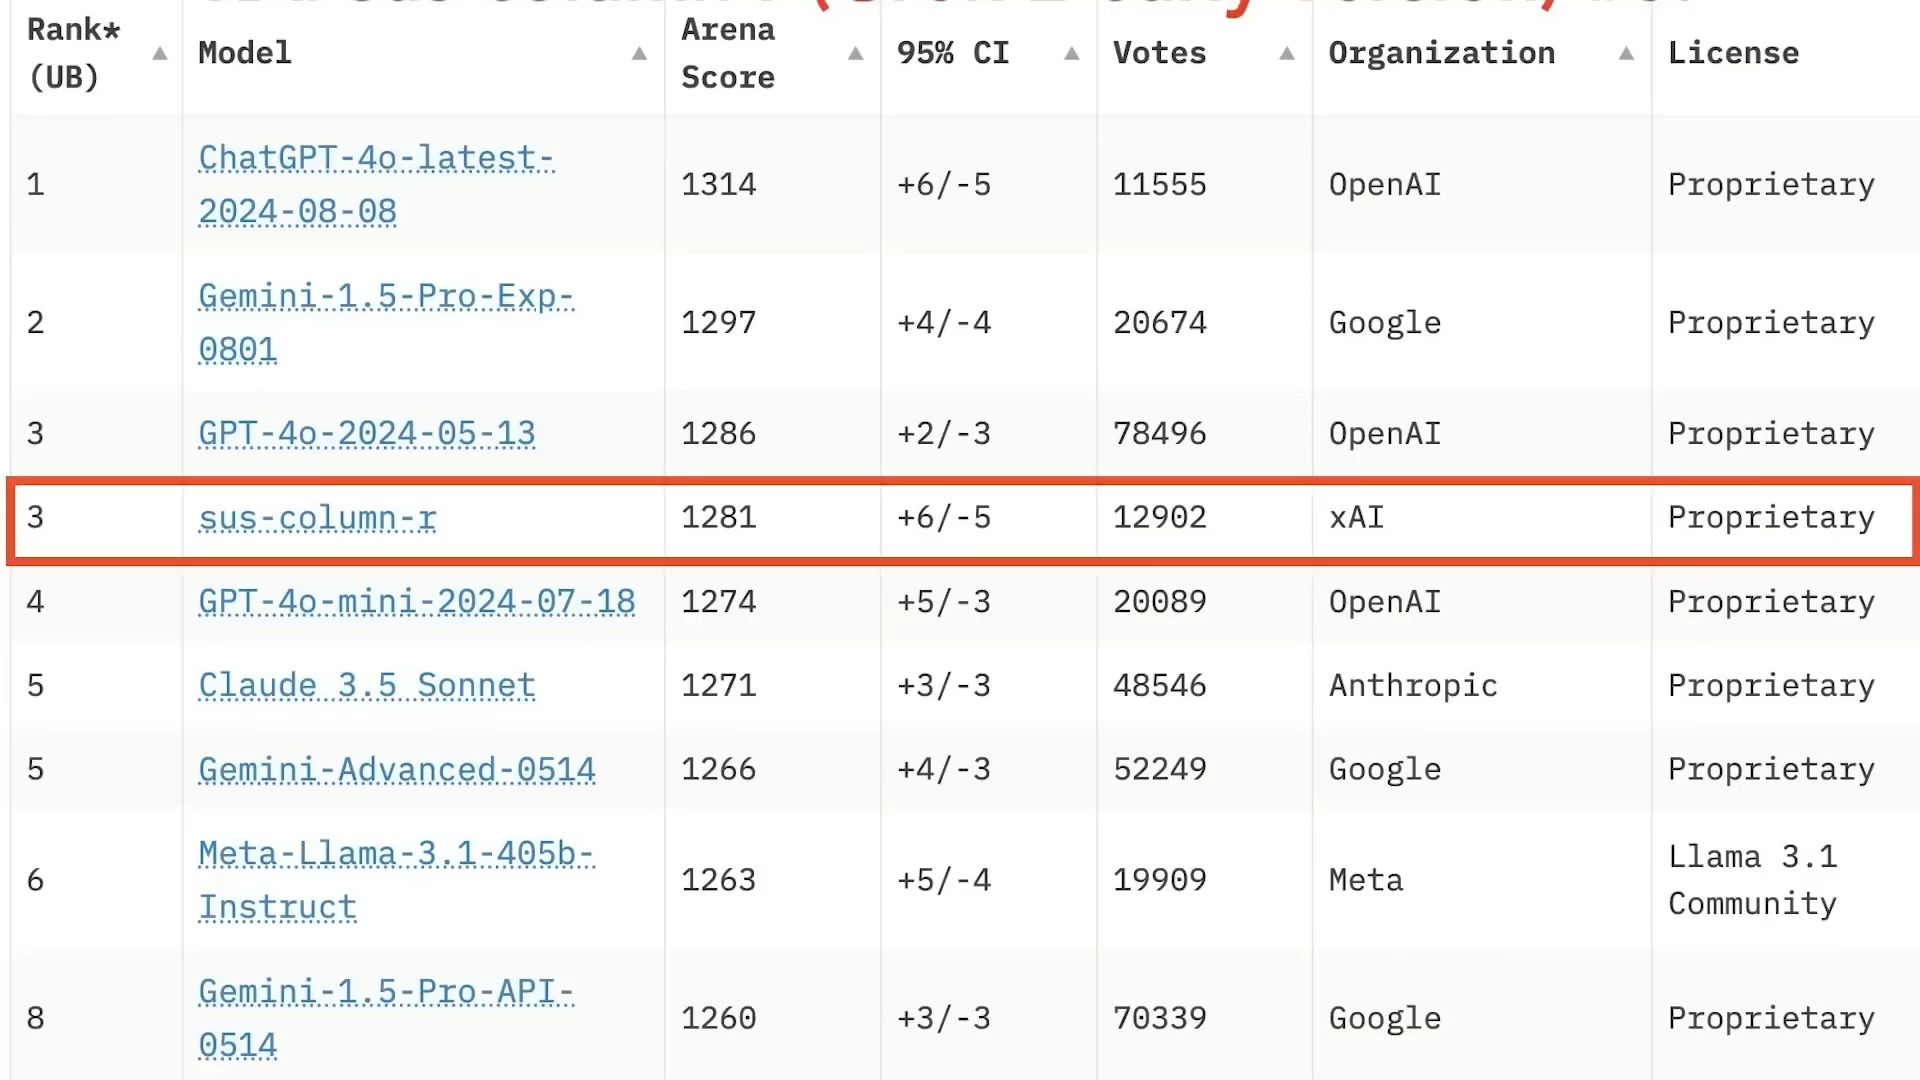 Rank* (UB) Model Arena Score 95% CI Votes Organization License
1 ChatGPT-4o-latest-2024-08-08 1314 +6/-5 11555 OpenAI Proprietary
2 Gemini-1.5-Pro-Exp-0801 1297 +4/-4 20674 Google Proprietary
3 GPT-4o-2024-05-13 1286 +2/-3 78496 OpenAI Proprietary
3 sus-column-r 1281 +6/-5 12902 xAI Proprietary
4 GPT-4o-mini-2024-07-18 1274 +5/-3 20089 OpenAI Proprietary
5 Claude 3.5 Sonnet 1271 +3/-3 48546 Anthropic Proprietary
5 Gemini-Advanced-0514 1266 +4/-3 52249 Google Proprietary
6 Meta-Llama-3.1-405b-Instruct 1263 +5/-4 19909 Meta Llama 3.1 Community
8 Gemini-1.5-Pro-API-0514 1260 +3/-3 70339 Google Proprietary